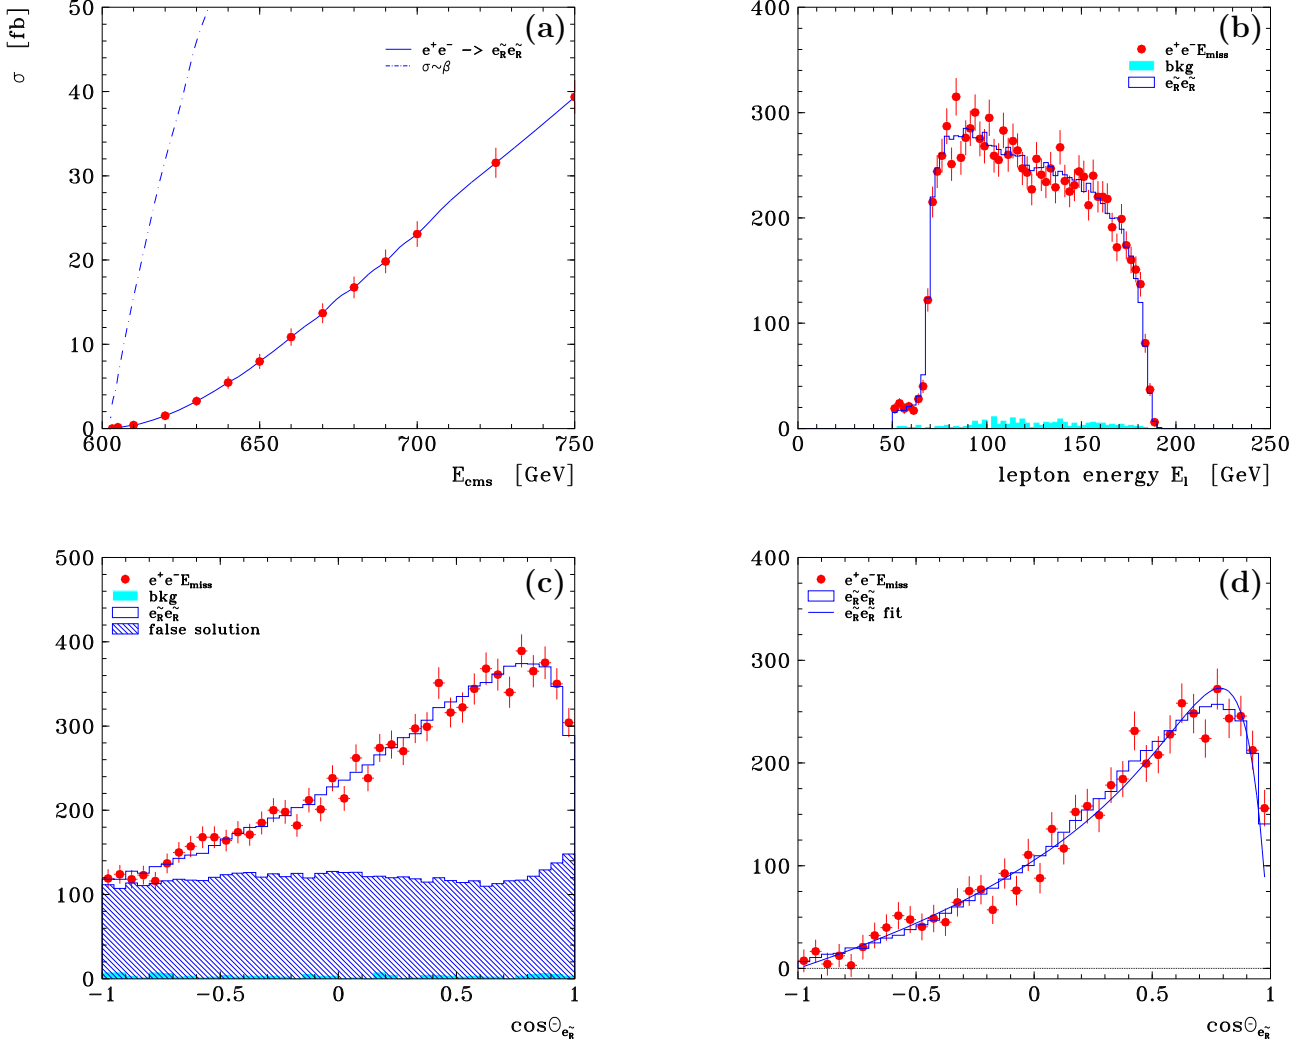 (a)
σ [fb]
e⁺e⁻ -> ẽ_R ẽ_R
σ~β
50
40
30
20
10
0
600 650 700 750
E_cms [GeV]
(b)
e⁺e⁻E_miss
bkg
ẽ_R ẽ_R
400
300
200
100
0
0 50 100 150 200 250
lepton energy E_l [GeV]
(c)
e⁺e⁻E_miss
bkg
ẽ_R ẽ_R
false solution
500
400
300
200
100
0
-1 -0.5 0 0.5 1
cosΘ_ẽ_R
(d)
e⁺e⁻E_miss
ẽ_R ẽ_R
ẽ_R ẽ_R fit
400
300
200
100
0
-1 -0.5 0 0.5 1
cosΘ_ẽ_R